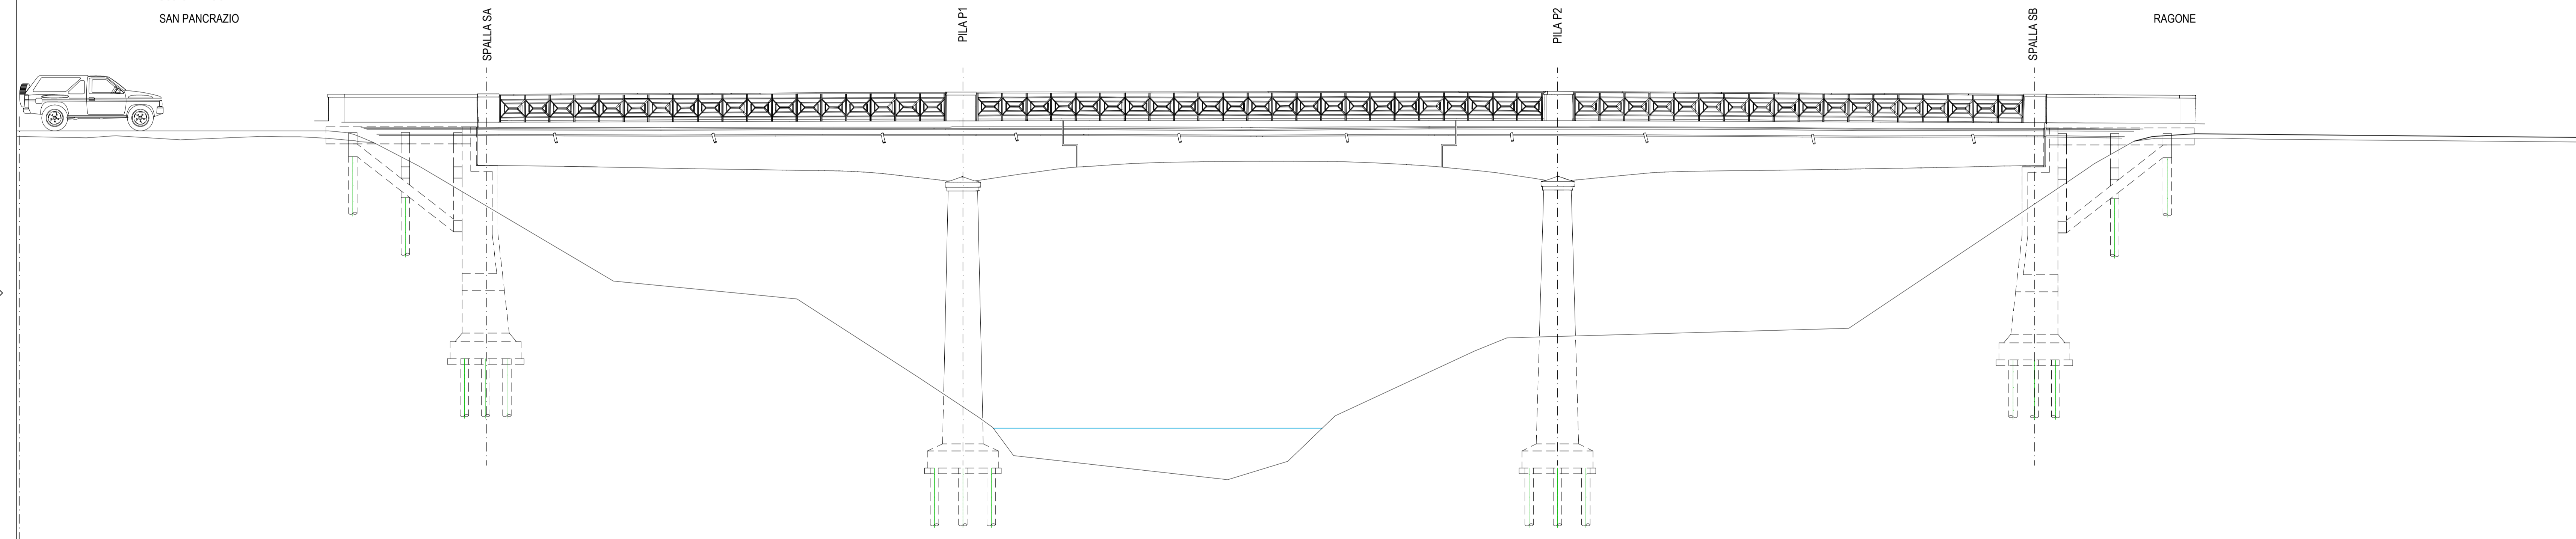 SAN PANCRAZIO
SPALLA SA
PILA P1
PILA P2
SPALLA SB
RAGONE